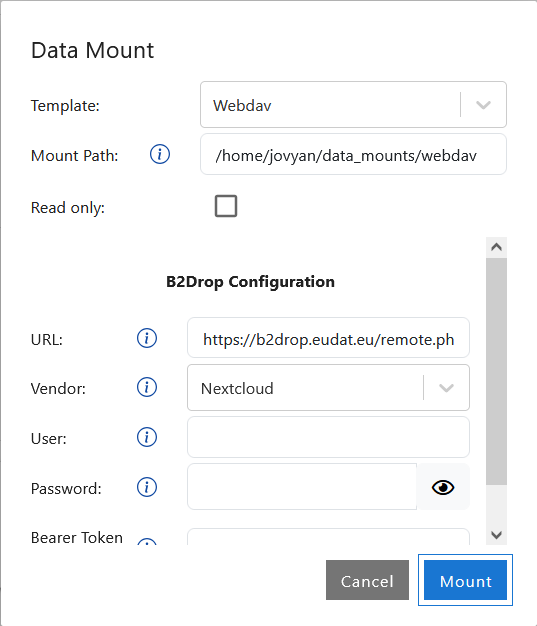 Data Mount
Template: Webdav
Mount Path: /home/jovyan/data_mounts/webdav
Read only:
B2Drop Configuration
URL: https://b2drop.eudat.eu/remote.ph
Vendor: Nextcloud
User:
Password:
Bearer Token
Cancel Mount